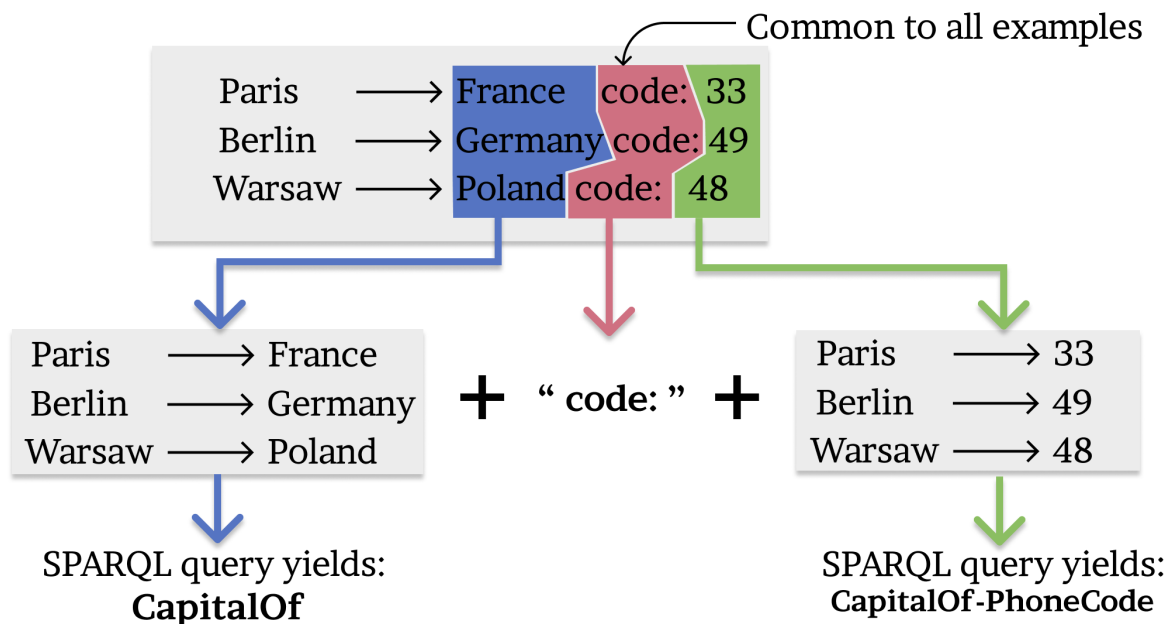 Common to all examples
Paris France code: 33
Berlin Germany code: 49
Warsaw Poland code: 48
Paris France
Berlin Germany
Warsaw Poland
+ “ code: ” +
Paris 33
Berlin 49
Warsaw 48
SPARQL query yields:
CapitalOf
SPARQL query yields:
CapitalOf-PhoneCode